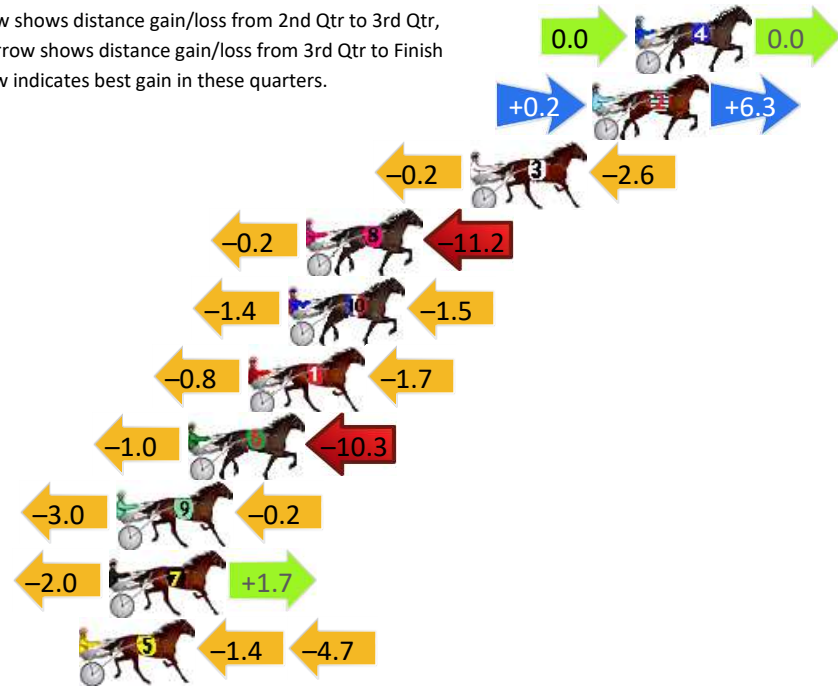 w shows distance gain/loss from 2nd Qtr to 3rd Qtr,
rrow shows distance gain/loss from 3rd Qtr to Finish
w indicates best gain in these quarters.
0.0 4 0.0
+0.2 2 +6.3
–0.2 3 –2.6
–0.2 8 –11.2
–1.4 10 –1.5
–0.8 1 –1.7
–1.0 6 –10.3
–3.0 9 –0.2
–2.0 7 +1.7
5 –1.4 –4.7